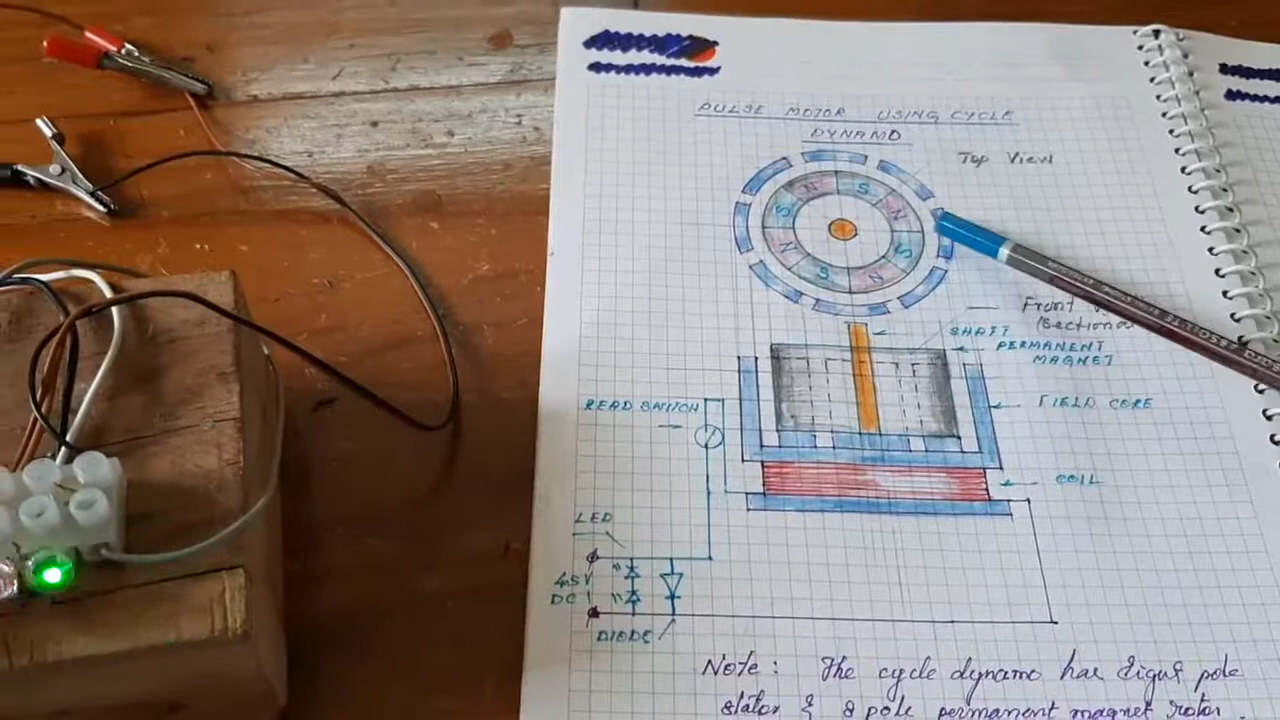 PULSE MOTOR USING CYCLE
DYNAMO
Top View
N S N S N S N S
Front
(Sectional
SHAFT
PERMANENT
MAGNET
READ SWITCH
FIELD CORE
COIL
LED
4.5V
DC
DIODE
Note: The cycle dynamo has Eight pole
stator & 8 pole permanent magnet rotor.